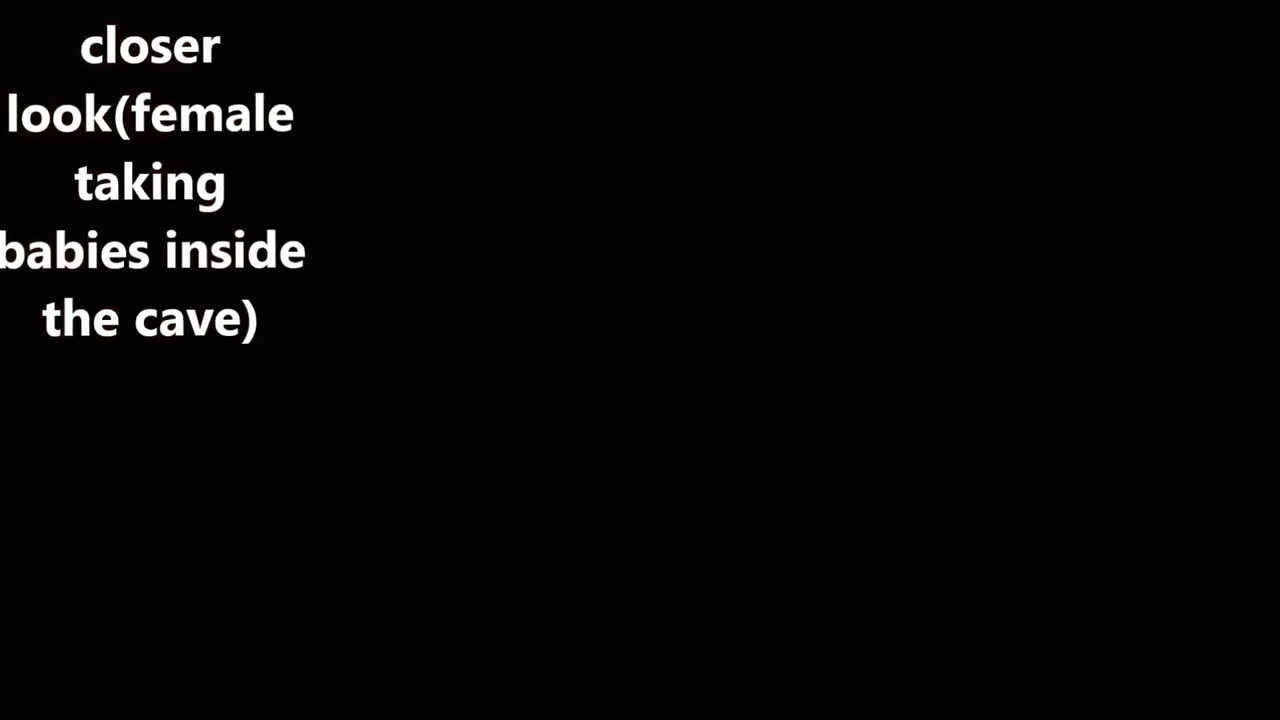 closer
look(female
taking
babies inside
the cave)